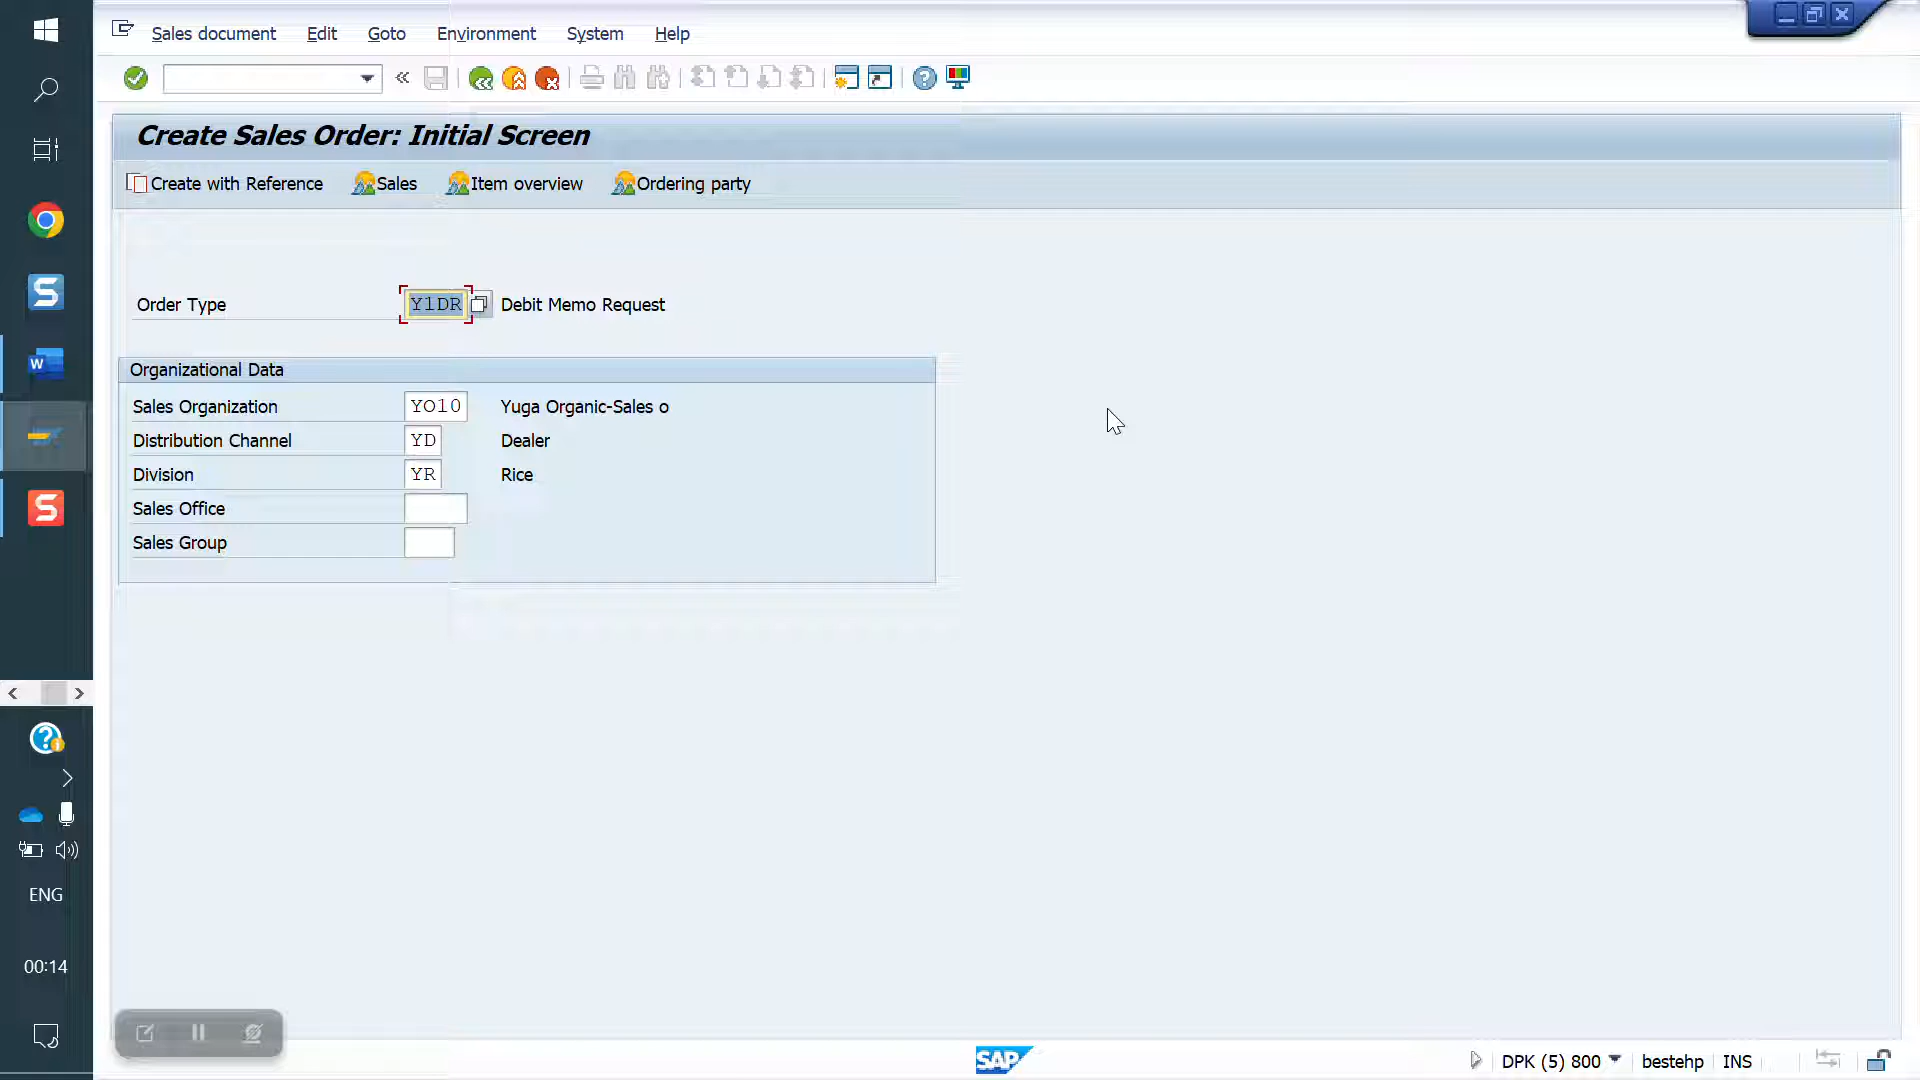 Sales document Edit Goto Environment System Help
Create Sales Order: Initial Screen
Create with Reference Sales Item overview Ordering party
Order Type Y1DR Debit Memo Request
Organizational Data
Sales Organization YO10 Yuga Organic-Sales o
Distribution Channel YD Dealer
Division YR Rice
Sales Office
Sales Group
ENG
00:14
SAP
DPK (5) 800 bestehp INS